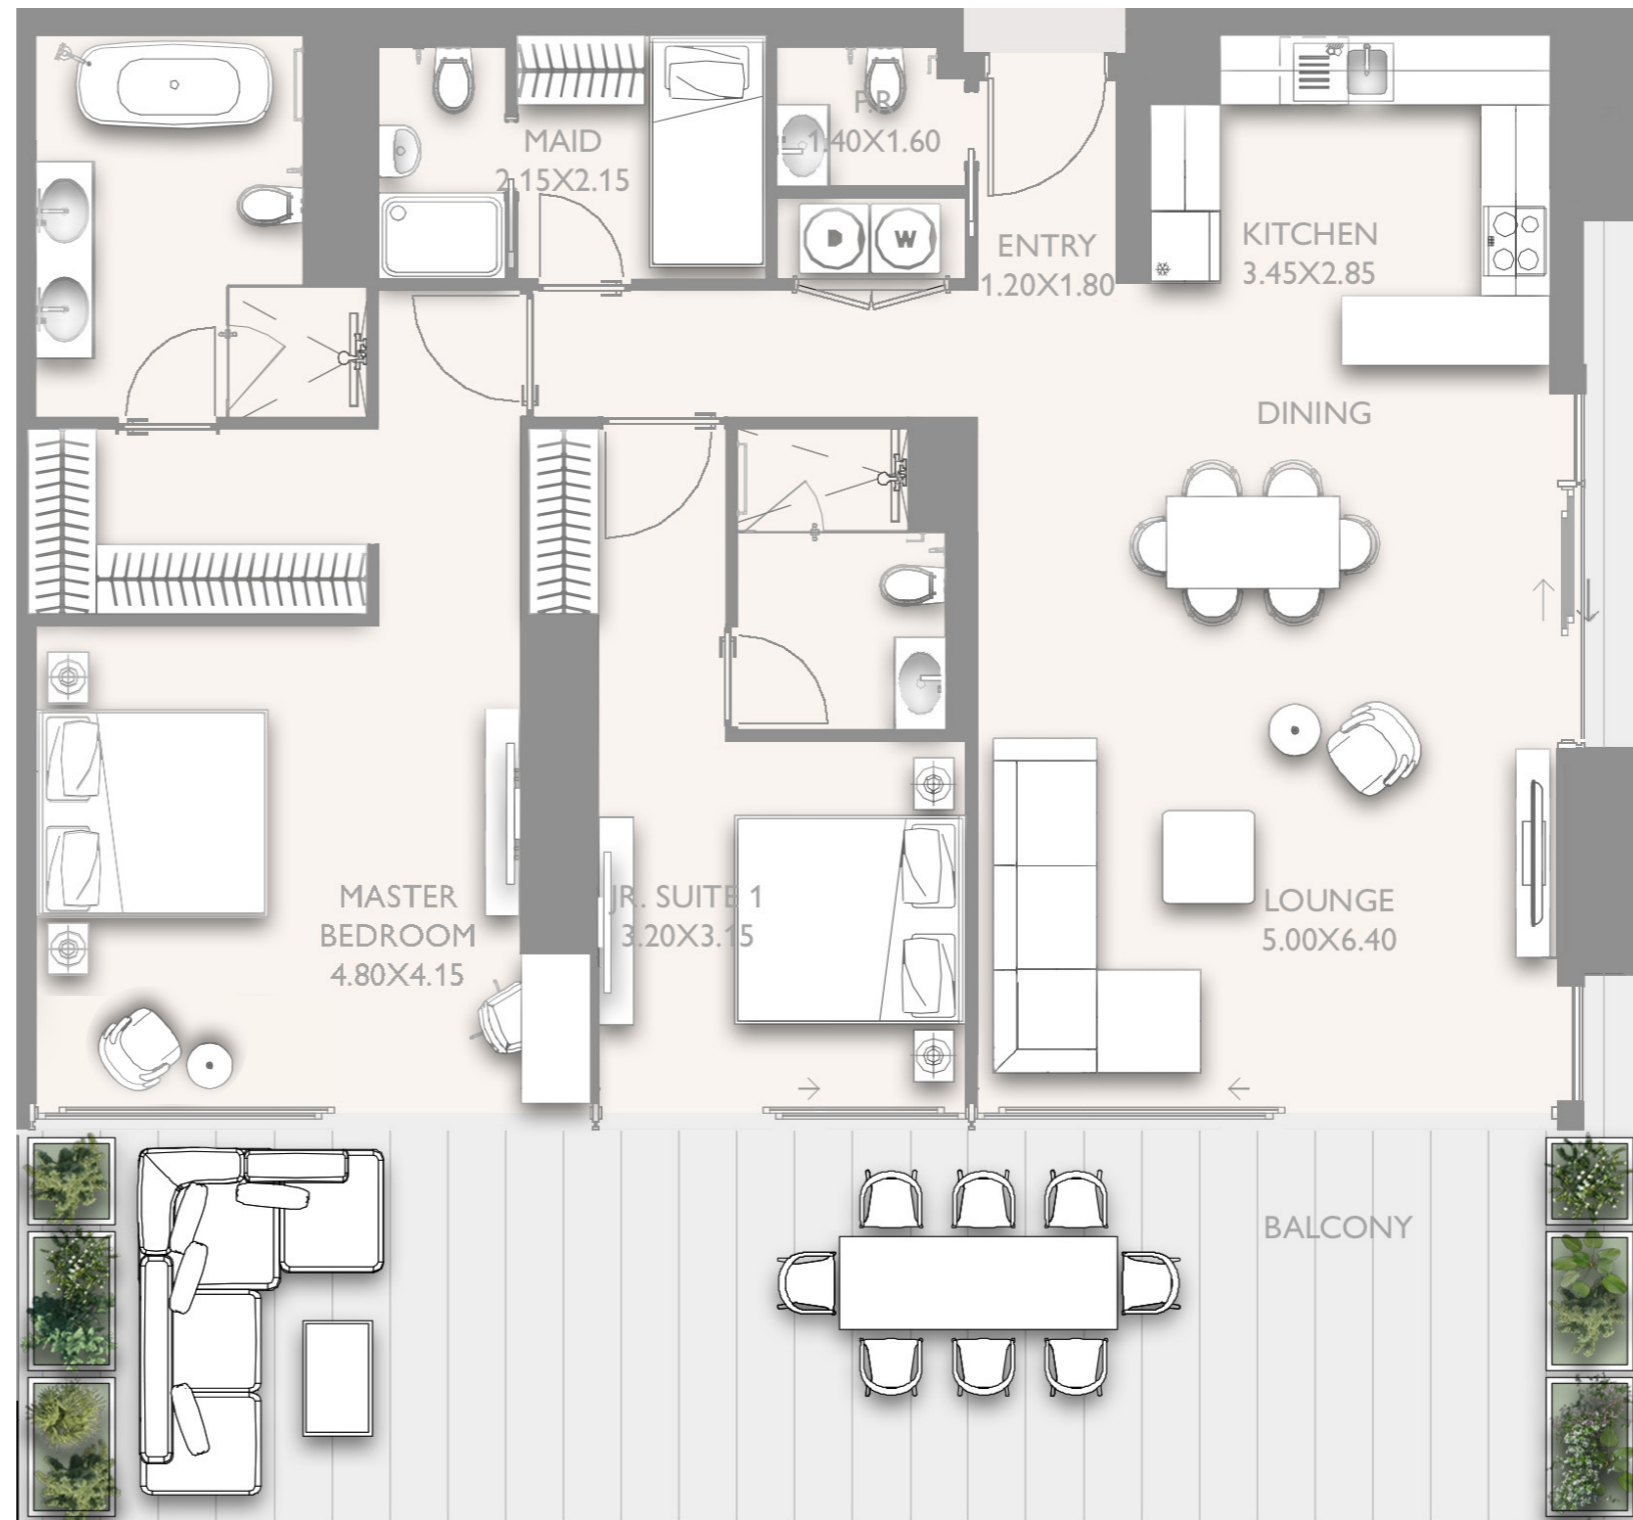 P.R.
1.40X1.60
MAID
2.15X2.15
D
W
ENTRY
1.20X1.80
KITCHEN
3.45X2.85
DINING
MASTER
BEDROOM
4.80X4.15
JR. SUITE 1
3.20X3.15
LOUNGE
5.00X6.40
BALCONY